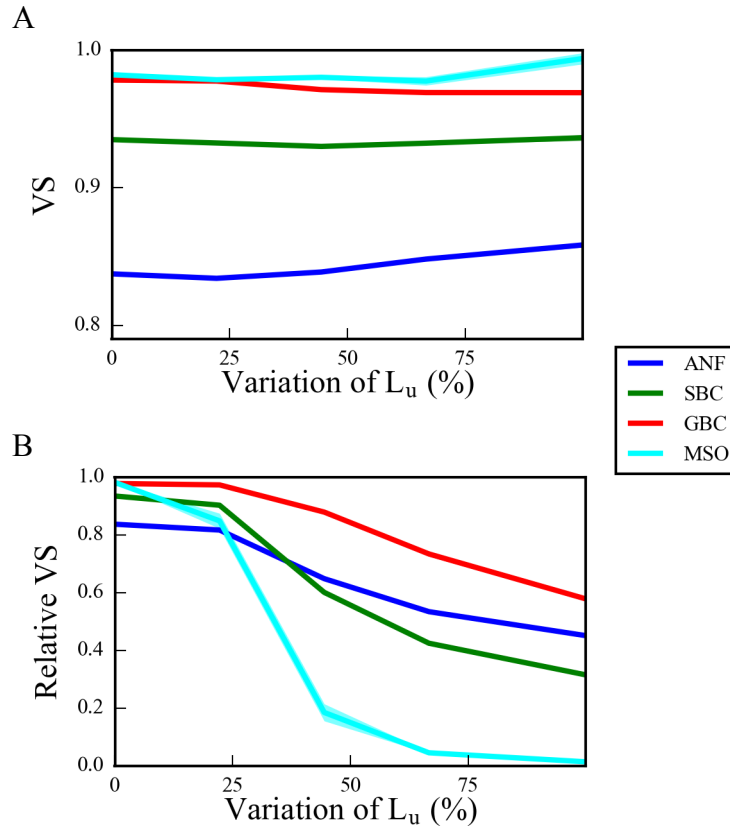 A
1.0
0.9
0.8
VS
0
25
50
75
Variation of Lu (%)
ANF
SBC
GBC
MSO
B
1.0
0.8
0.6
0.4
0.2
0.0
Relative VS
0
25
50
75
Variation of Lu (%)